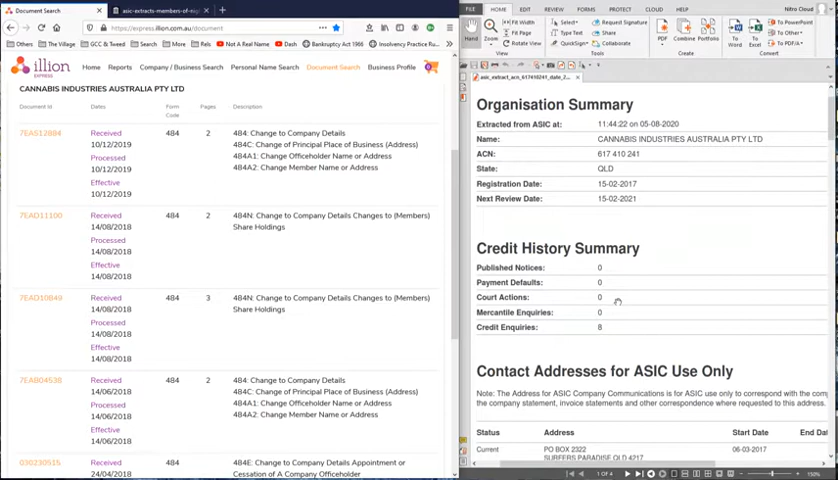 Document Search
asic-extracts-members-of-nig
https://express.illion.com.au/document
Others
The Village
GCC & Tweed
Search
Not A Real Name
Dash
Bankruptcy Act 1966
Insolvency Practice Ru
illion
EXPRESS
Home
Reports
Company / Business Search
Personal Name Search
Document Search
Business Profile
0
CANNABIS INDUSTRIES AUSTRALIA PTY LTD
Document Id
Dates
Form Code
Pages
Description
7EAS12884
Received
10/12/2019
Processed
10/12/2019
Effective
10/12/2019
484
2
484: Change to Company Details
484C: Change of Principal Place of Business (Address)
484A1: Change Officeholder Name or Address
484A2: Change Member Name or Address
7EAD11100
Received
14/08/2018
Processed
14/08/2018
Effective
14/08/2018
484
2
484N: Change to Company Details Changes to (Members)
Share Holdings
7EAD10849
Received
14/08/2018
Processed
14/08/2018
Effective
14/08/2018
484
3
484N: Change to Company Details Changes to (Members)
Share Holdings
7EAB04538
Received
14/06/2018
Processed
14/06/2018
Effective
14/06/2018
484
2
484: Change to Company Details
484C: Change of Principal Place of Business (Address)
484A1: Change Officeholder Name or Address
484A2: Change Member Name or Address
030230515
Received
24/04/2018
484
484E: Change to Company Details Appointment or
Cessation of A Company Officeholder
FILE
HOME
EDIT
REVIEW
FORMS
PROTECT
CLOUD
HELP
Nitro Cloud
Hand
Zoom
Fit Width
Fit Page
Rotate View
View
Select
Type Text
QuickSign
Request Signature
Share
Collaborate
Tools
PDF
Combine
Portfolios
Create
To Word
To Excel
To PowerPoint
To Other
To PDF/A
Convert
asic_extract_acn_617410241_date_2...
Organisation Summary
Extracted from ASIC at: 11:44:22 on 05-08-2020
Name: CANNABIS INDUSTRIES AUSTRALIA PTY LTD
ACN: 617 410 241
State: QLD
Registration Date: 15-02-2017
Next Review Date: 15-02-2021
Credit History Summary
Published Notices: 0
Payment Defaults: 0
Court Actions: 0
Mercantile Enquiries: 0
Credit Enquiries: 8
Contact Addresses for ASIC Use Only
Note: The Address for ASIC Company Communications is for ASIC use only to correspond with the com
the company statement, invoice statements and other correspondence where requested to this address.
Status
Address
Start Date
End Da
Current
PO BOX 2322
SURFERS PARADISE QLD 4217
06-03-2017
1 OF 4
150%